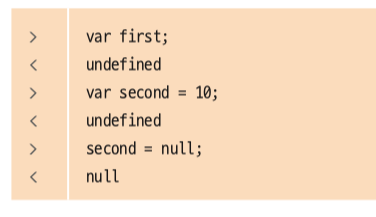 > var first;
< undefined
> var second = 10;
< undefined
> second = null;
< null